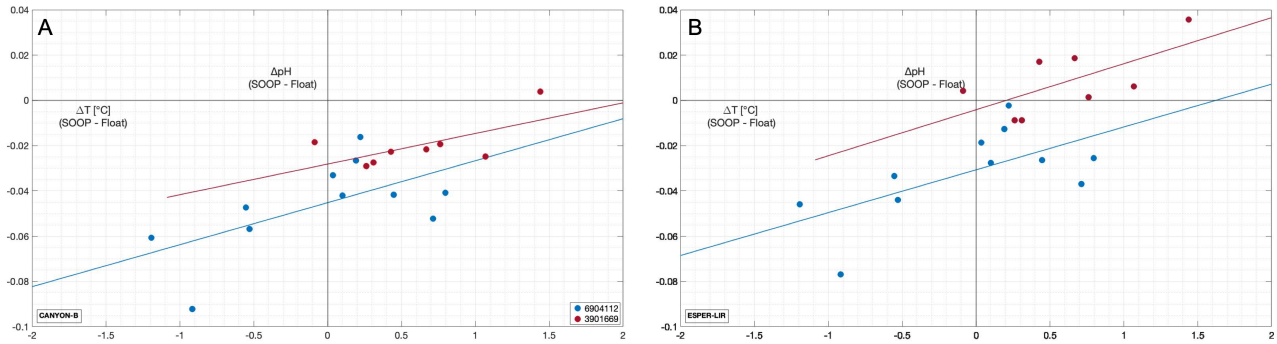 A
0.04
0.02
0
-0.02
-0.04
-0.06
-0.08
-0.1
ΔpH
(SOOP - Float)
ΔT [°C]
(SOOP - Float)
CANYON-B
6904112
3901669
-2 -1.5 -1 -0.5 0 0.5 1 1.5 2
B
0.04
0.02
0
-0.02
-0.04
-0.06
-0.08
-0.1
ΔpH
(SOOP - Float)
ΔT [°C]
(SOOP - Float)
ESPER-LIR
-2 -1.5 -1 -0.5 0 0.5 1 1.5 2